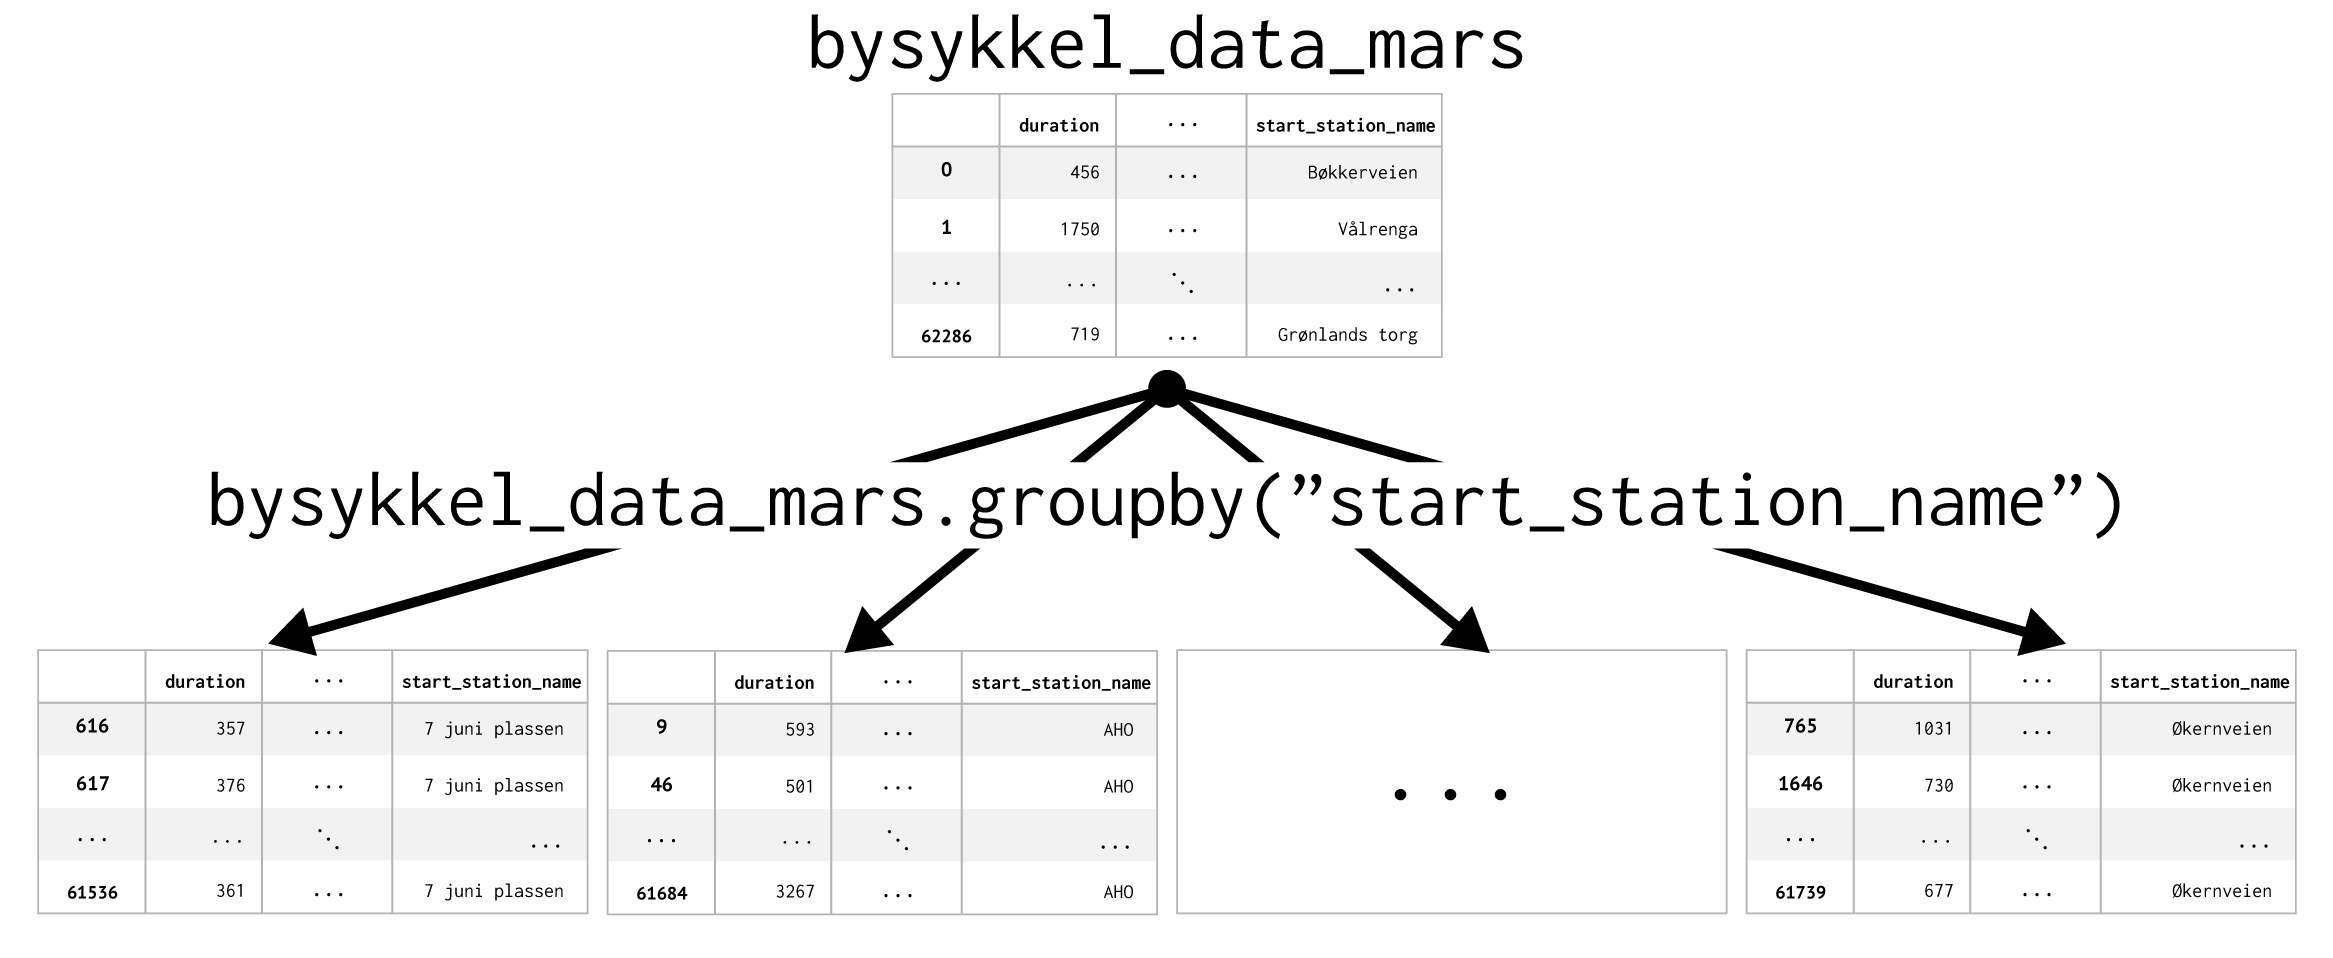 bysykkel_data_mars
duration ... start_station_name
0 456 ... Bøkkerveien
1 1750 ... Vålrenga
... ... ⋱ ...
62286 719 ... Grønlands torg
bysykkel_data_mars.groupby(”start_station_name”)
duration ... start_station_name
616 357 ... 7 juni plassen
617 376 ... 7 juni plassen
... ... ⋱ ...
61536 361 ... 7 juni plassen
duration ... start_station_name
9 593 ... AHO
46 501 ... AHO
... ... ⋱ ...
61684 3267 ... AHO
...
duration ... start_station_name
765 1031 ... Økernveien
1646 730 ... Økernveien
... ... ⋱ ...
61739 677 ... Økernveien